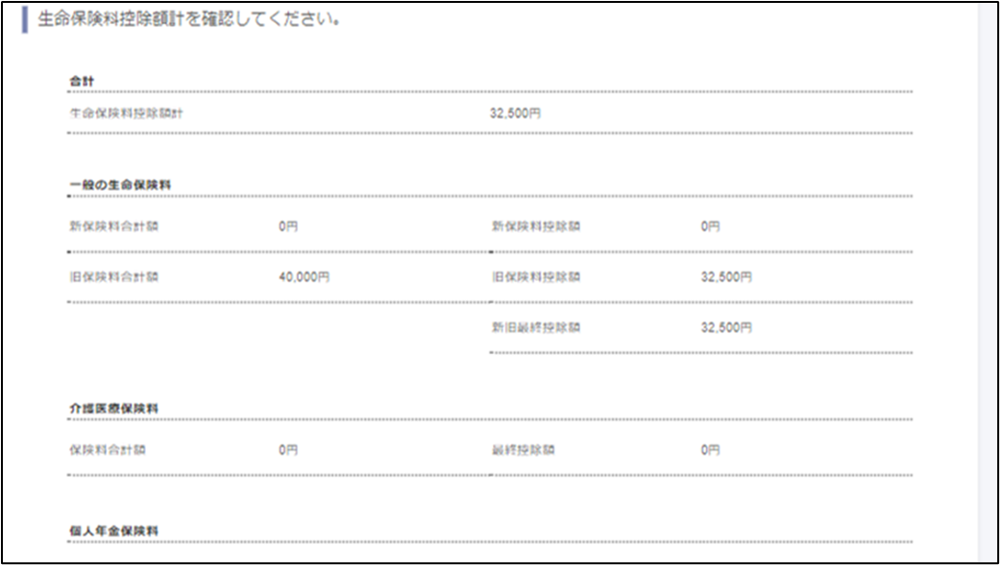 生命保険料控除額計を確認してください。
合計
生命保険料控除額計 32,500円
一般の生命保険料
新保険料合計額 0円 新保険料控除額 0円
旧保険料合計額 40,000円 旧保険料控除額 32,500円
新旧最終控除額 32,500円
介護医療保険料
保険料合計額 0円 最終控除額 0円
個人年金保険料